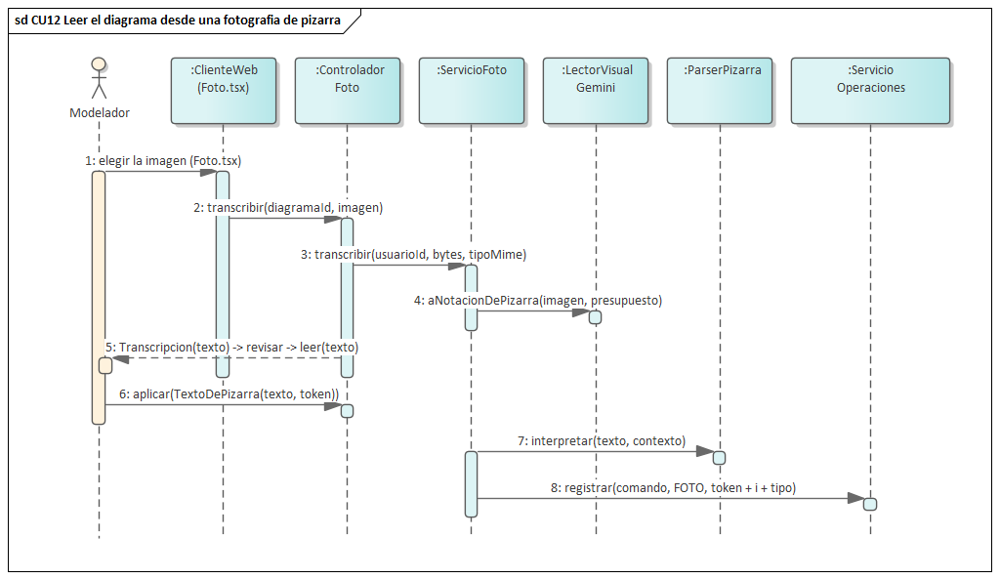 sd CU12 Leer el diagrama desde una fotografia de pizarra
Modelador
:ClienteWeb
(Foto.tsx)
:Controlador
Foto
:ServicioFoto
:LectorVisual
Gemini
:ParserPizarra
:Servicio
Operaciones
1: elegir la imagen (Foto.tsx)
2: transcribir(diagramaId, imagen)
3: transcribir(usuarioId, bytes, tipoMime)
4: aNotacionDePizarra(imagen, presupuesto)
5: Transcripcion(texto) -> revisar -> leer(texto)
6: aplicar(TextoDePizarra(texto, token))
7: interpretar(texto, contexto)
8: registrar(comando, FOTO, token + i + tipo)